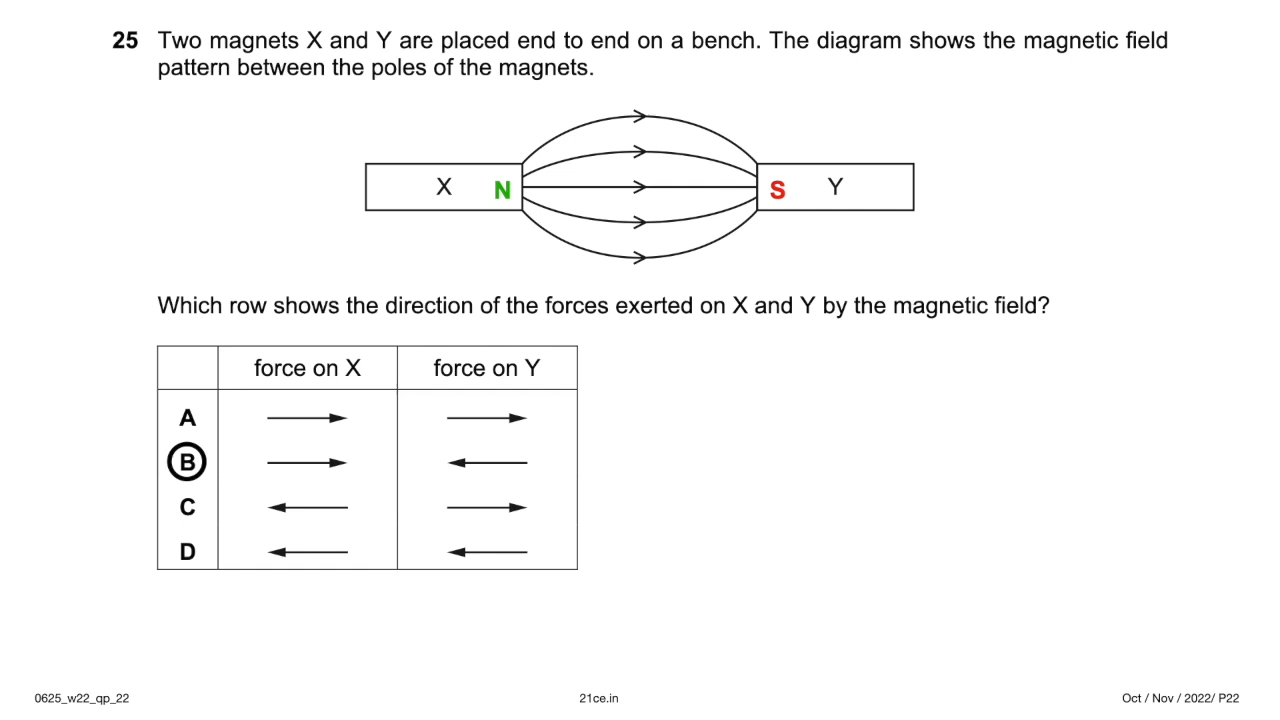 25 Two magnets X and Y are placed end to end on a bench. The diagram shows the magnetic field
pattern between the poles of the magnets.
X N S Y
Which row shows the direction of the forces exerted on X and Y by the magnetic field?
force on X force on Y
A
B
C
D
0625_w22_qp_22 21ce.in Oct / Nov / 2022/ P22